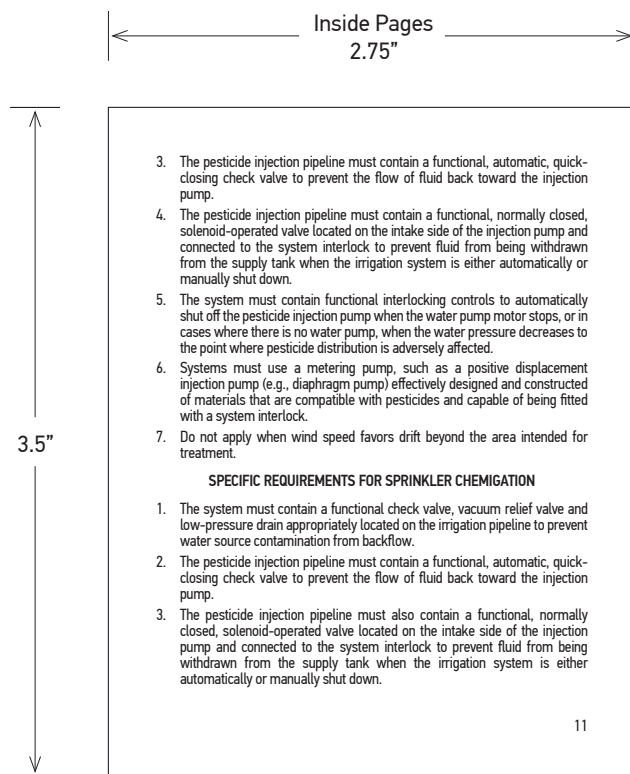 Inside Pages
2.75”
3.5”
3. The pesticide injection pipeline must contain a functional, automatic, quick-
closing check valve to prevent the flow of fluid back toward the injection
pump.
4. The pesticide injection pipeline must contain a functional, normally closed,
solenoid-operated valve located on the intake side of the injection pump and
connected to the system interlock to prevent fluid from being withdrawn
from the supply tank when the irrigation system is either automatically or
manually shut down.
5. The system must contain functional interlocking controls to automatically
shut off the pesticide injection pump when the water pump motor stops, or in
cases where there is no water pump, when the water pressure decreases to
the point where pesticide distribution is adversely affected.
6. Systems must use a metering pump, such as a positive displacement
injection pump (e.g., diaphragm pump) effectively designed and constructed
of materials that are compatible with pesticides and capable of being fitted
with a system interlock.
7. Do not apply when wind speed favors drift beyond the area intended for
treatment.
SPECIFIC REQUIREMENTS FOR SPRINKLER CHEMIGATION
1. The system must contain a functional check valve, vacuum relief valve and
low-pressure drain appropriately located on the irrigation pipeline to prevent
water source contamination from backflow.
2. The pesticide injection pipeline must contain a functional, automatic, quick-
closing check valve to prevent the flow of fluid back toward the injection
pump.
3. The pesticide injection pipeline must also contain a functional, normally
closed, solenoid-operated valve located on the intake side of the injection
pump and connected to the system interlock to prevent fluid from being
withdrawn from the supply tank when the irrigation system is either
automatically or manually shut down.
11